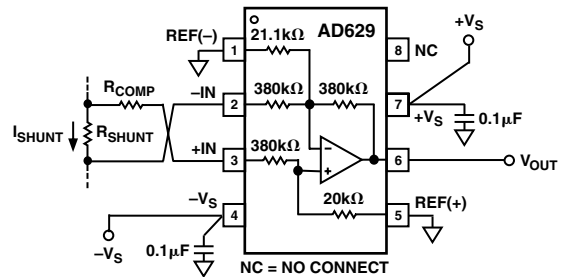 REF(–)
21.1kΩ
AD629
+VS
1
8
NC
RCOMP
–IN
380kΩ
380kΩ
2
7
+VS
0.1μF
ISHUNT
RSHUNT
+IN
380kΩ
3
–
+
6
VOUT
–VS
20kΩ
REF(+)
4
5
–VS
0.1μF
NC = NO CONNECT